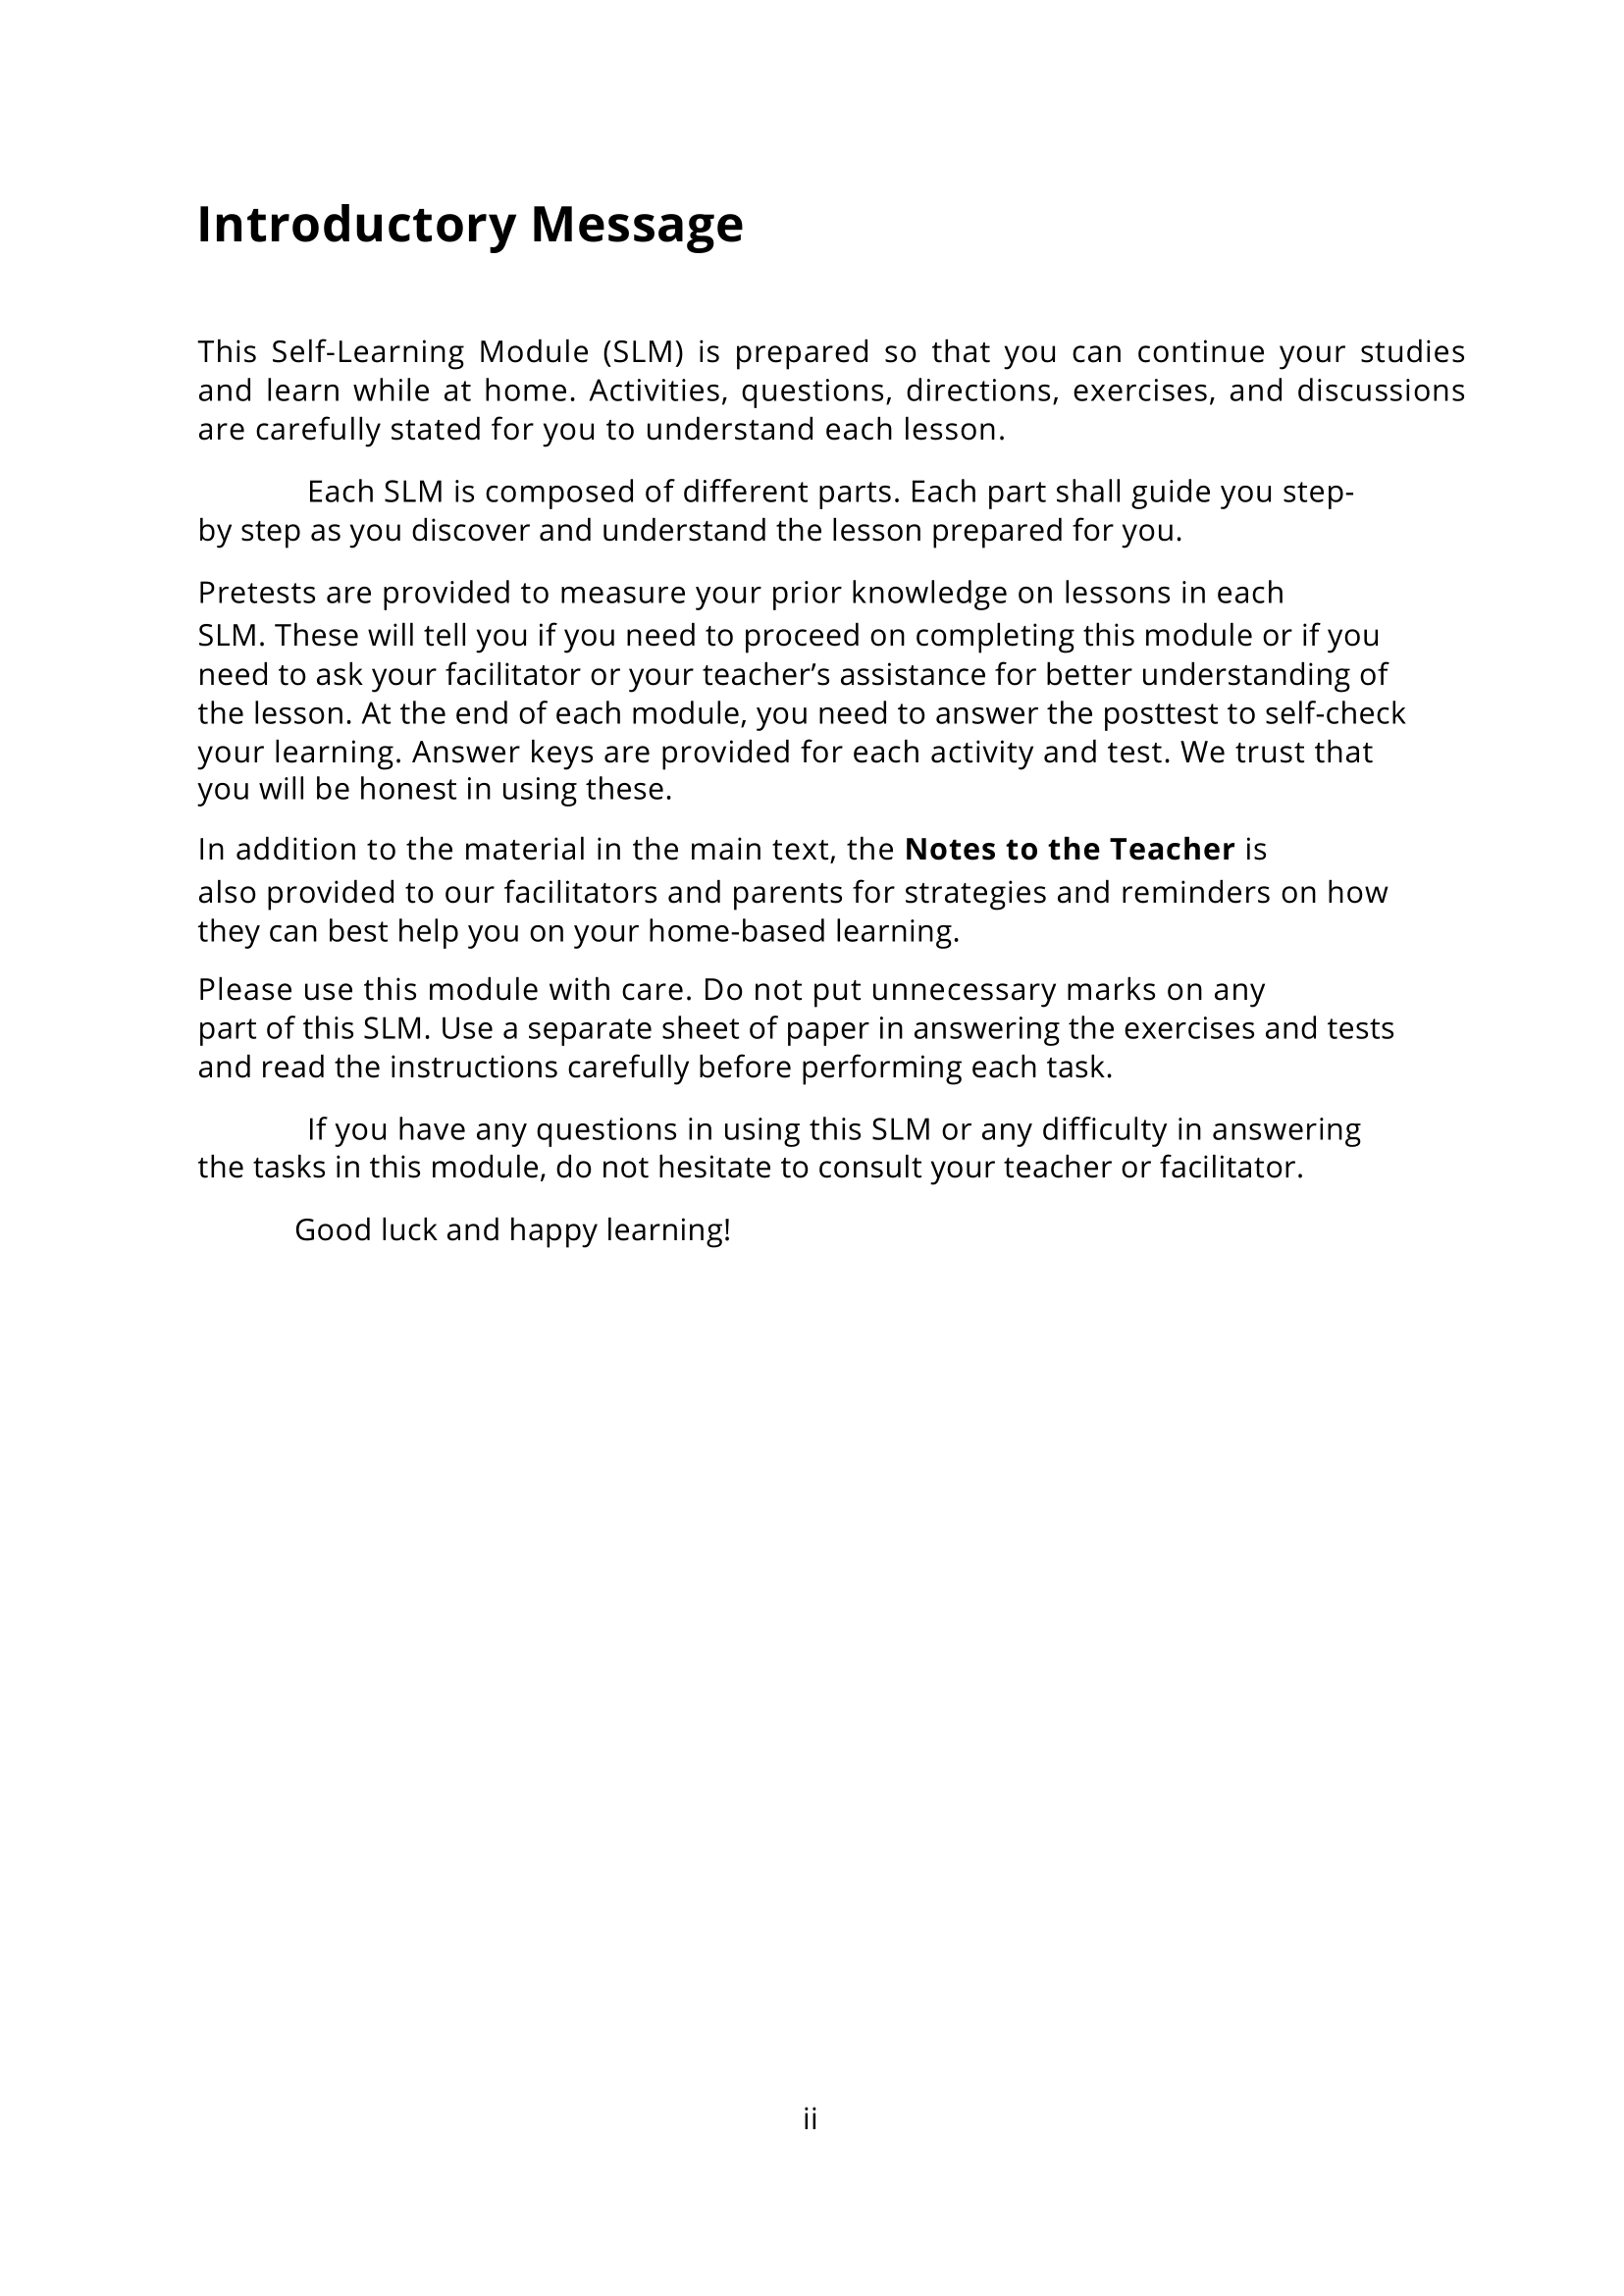 Introductory Message
This Self-Learning Module (SLM) is prepared so that you can continue your studies
and learn while at home. Activities, questions, directions, exercises, and discussions
are carefully stated for you to understand each lesson.
Each SLM is composed of different parts. Each part shall guide you step-
by step as you discover and understand the lesson prepared for you.
Pretests are provided to measure your prior knowledge on lessons in each
SLM. These will tell you if you need to proceed on completing this module or if you
need to ask your facilitator or your teacher’s assistance for better understanding of
the lesson. At the end of each module, you need to answer the posttest to self-check
your learning. Answer keys are provided for each activity and test. We trust that
you will be honest in using these.
In addition to the material in the main text, the Notes to the Teacher is
also provided to our facilitators and parents for strategies and reminders on how
they can best help you on your home-based learning.
Please use this module with care. Do not put unnecessary marks on any
part of this SLM. Use a separate sheet of paper in answering the exercises and tests
and read the instructions carefully before performing each task.
If you have any questions in using this SLM or any difficulty in answering
the tasks in this module, do not hesitate to consult your teacher or facilitator.
Good luck and happy learning!
ii